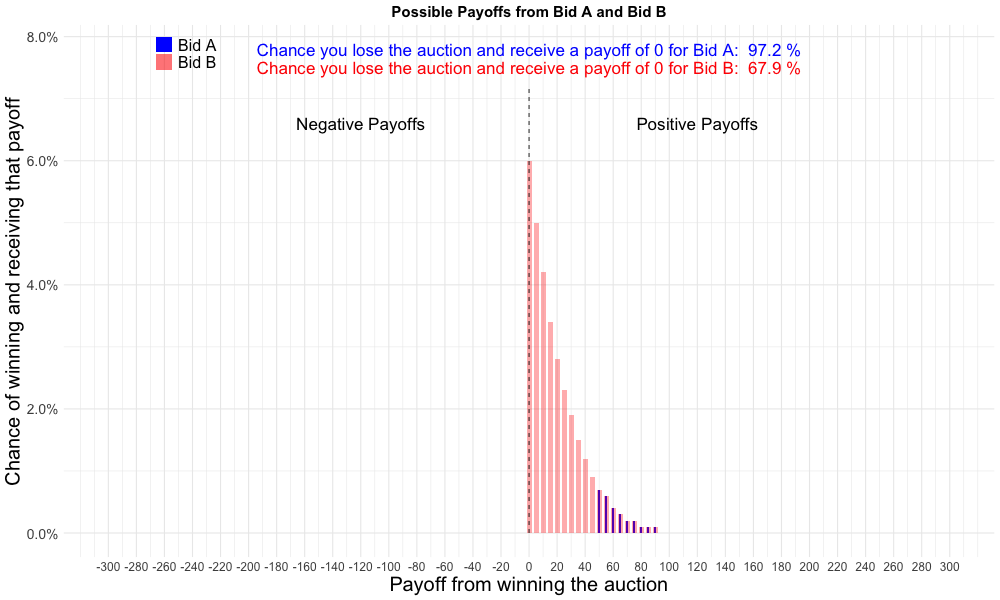 Possible Payoffs from Bid A and Bid B
8.0%
Bid A
Chance you lose the auction and receive a payoff of 0 for Bid A:  97.2 %
Bid B
Chance you lose the auction and receive a payoff of 0 for Bid B:  67.9 %
Negative Payoffs
Positive Payoffs
6.0%
4.0%
2.0%
0.0%
Chance of winning and receiving that payoff
-300 -280 -260 -240 -220 -200 -180 -160 -140 -120 -100 -80 -60 -40 -20 0 20 40 60 80 100 120 140 160 180 200 220 240 260 280 300
Payoff from winning the auction